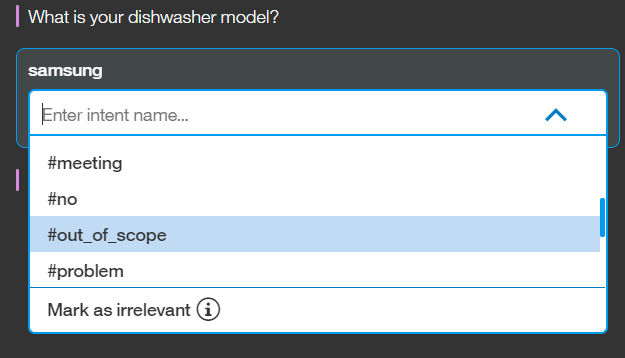 What is your dishwasher model?
samsung
Enter intent name...
#meeting
#no
#out_of_scope
#problem
Mark as irrelevant